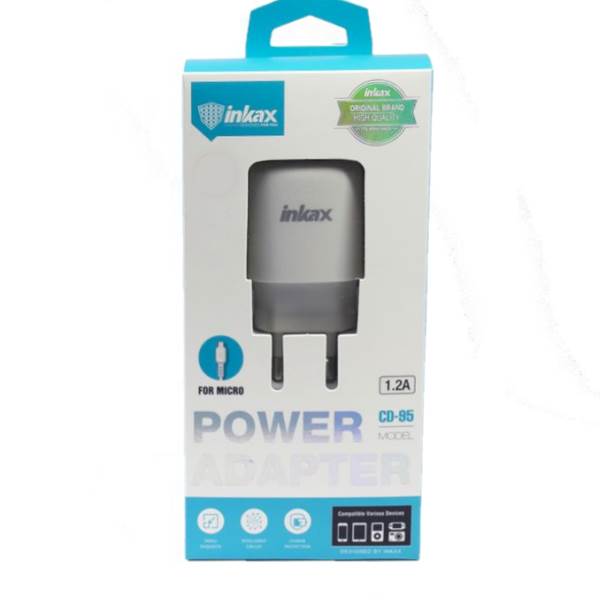 inkax
inkax
ORIGINAL BRAND
HIGH QUALITY
inkax
FOR MICRO
1.2A
POWER
CD-95
MODEL
ADAPTER
Compatible Various Devices
DESIGNED BY INKAX